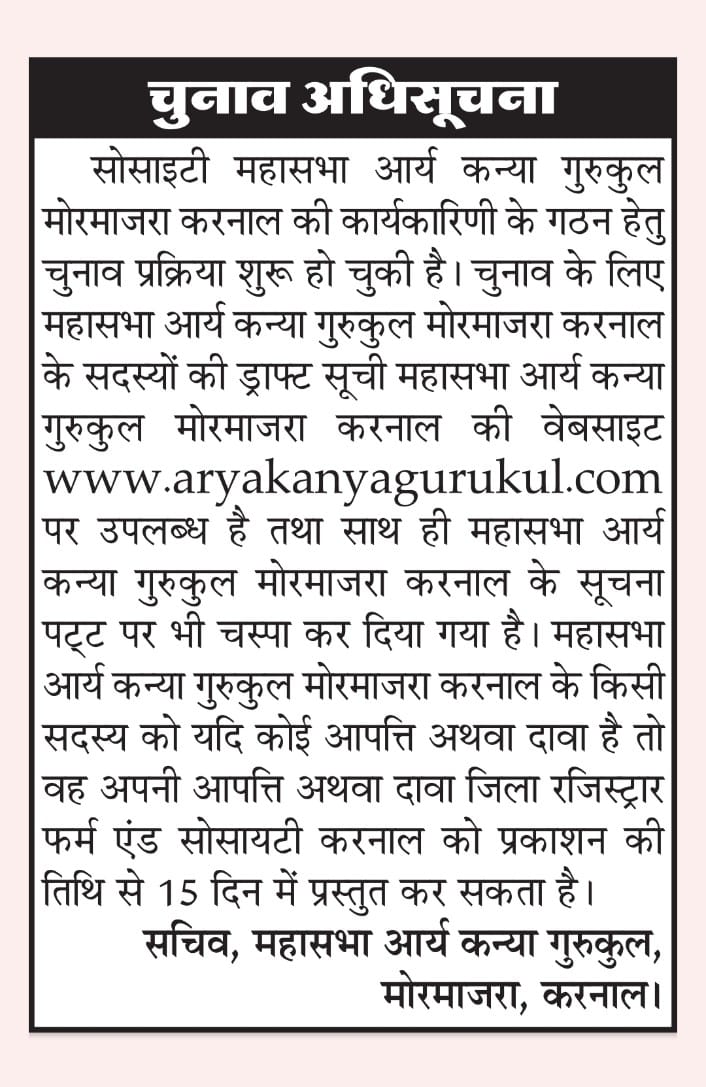 चुनाव अधिसूचना
सोसाइटी महासभा आर्य कन्या गुरुकुल
मोरमाजरा करनाल की कार्यकारिणी के गठन हेतु
चुनाव प्रक्रिया शुरू हो चुकी है। चुनाव के लिए
महासभा आर्य कन्या गुरुकुल मोरमाजरा करनाल
के सदस्यों की ड्राफ्ट सूची महासभा आर्य कन्या
गुरुकुल मोरमाजरा करनाल की वेबसाइट
www.aryakanyagurukul.com
पर उपलब्ध है तथा साथ ही महासभा आर्य
कन्या गुरुकुल मोरमाजरा करनाल के सूचना
पट्ट पर भी चस्पा कर दिया गया है। महासभा
आर्य कन्या गुरुकुल मोरमाजरा करनाल के किसी
सदस्य को यदि कोई आपत्ति अथवा दावा है तो
वह अपनी आपत्ति अथवा दावा जिला रजिस्ट्रार
फर्म एंड सोसायटी करनाल को प्रकाशन की
तिथि से 15 दिन में प्रस्तुत कर सकता है।
सचिव, महासभा आर्य कन्या गुरुकुल,
मोरमाजरा, करनाल।